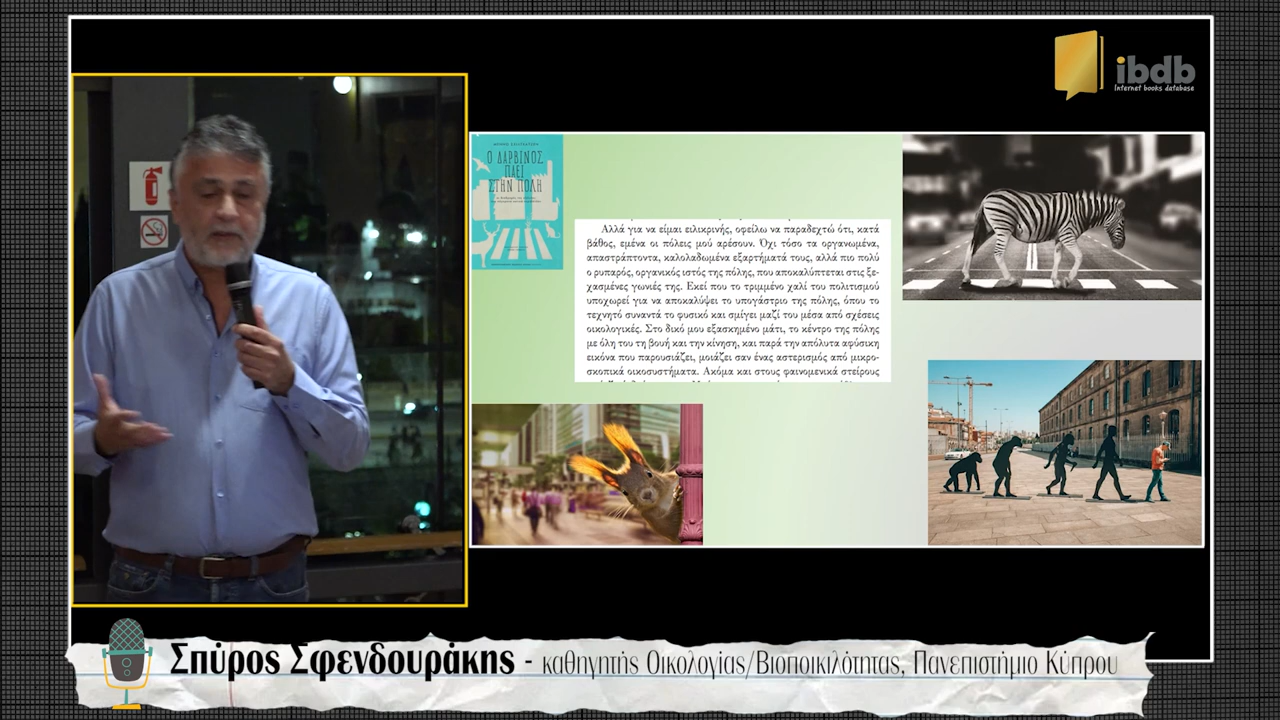 ibdb
Internet books database
Ο ΔΑΡΒΙΝΟΣ
ΠΑΕΙ
ΣΤΗΝ ΠΟΛΗ
Αλλά για να είμαι ειλικρινής, οφείλω να παραδεχτώ ότι, κατά
βάθος, εμένα οι πόλεις μού αρέσουν. Όχι τόσο τα οργανωμένα,
απαστράπτοντα, καλολαδωμένα εξαρτήματά τους, αλλά πιο πολύ
ο ρυπαρός, οργανικός ιστός της πόλης, που αποκαλύπτεται στις ξε-
χασμένες γωνιές της. Εκεί που το τριμμένο χαλί του πολιτισμού
υποχωρεί για να αποκαλύψει το υπογάστριο της πόλης, όπου το
τεχνητό συναντά το φυσικό και σμίγει μαζί του μέσα από σχέσεις
οικολογικές. Στο δικό μου εξασκημένο μάτι, το κέντρο της πόλης
με όλη του τη βουή και την κίνηση, και παρά την απόλυτα αφύσικη
εικόνα που παρουσιάζει, μοιάζει σαν ένας αστερισμός από μικρο-
σκοπικά οικοσυστήματα. Ακόμα και στους φαινομενικά στείρους
Σπύρος Σφενδουράκης - καθηγητής Οικολογίας/Βιοποικιλότητας, Πανεπιστήμιο Κύπρου